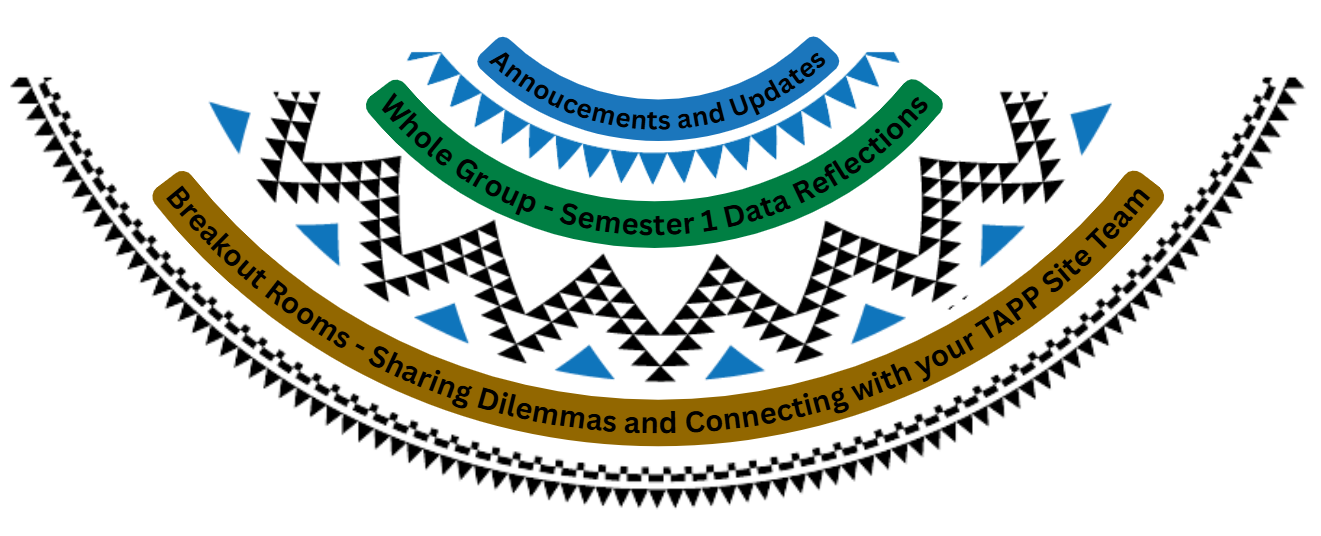 Annoucements and Updates
Whole Group - Semester 1 Data Reflections
Breakout Rooms - Sharing Dilemmas and Connecting with your TAPP Site Team